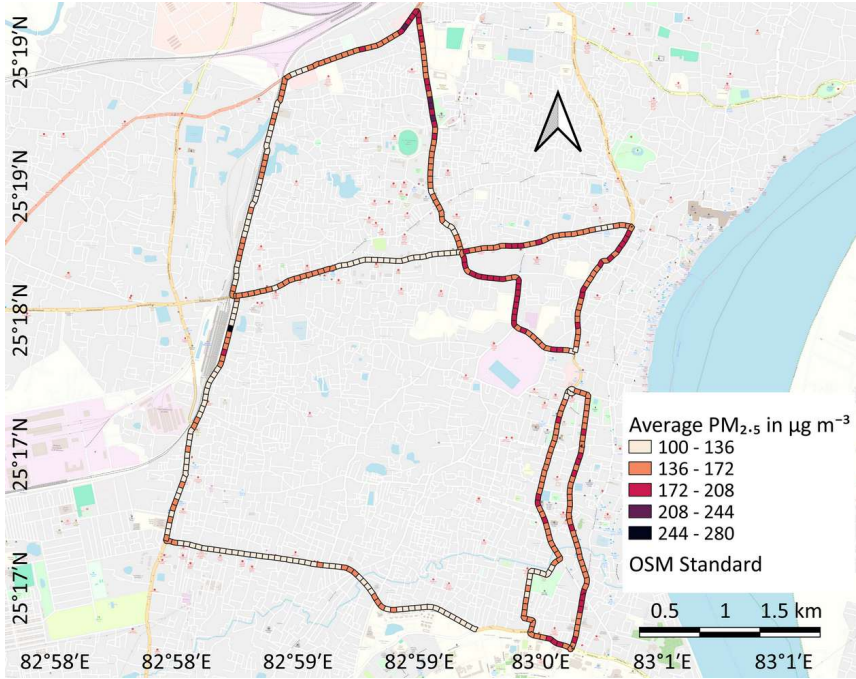 25°19′N
25°19′N
25°18′N
25°17′N
25°17′N
Average PM₂.₅ in µg m⁻³
100 - 136
136 - 172
172 - 208
208 - 244
244 - 280
OSM Standard
0.5 1 1.5 km
82°58′E 82°58′E 82°59′E 82°59′E 83°0′E 83°1′E 83°1′E